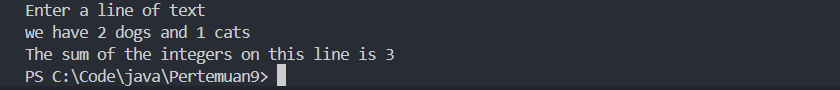 Enter a line of text
we have 2 dogs and 1 cats
The sum of the integers on this line is 3
PS C:\Code\java\Pertemuan9>